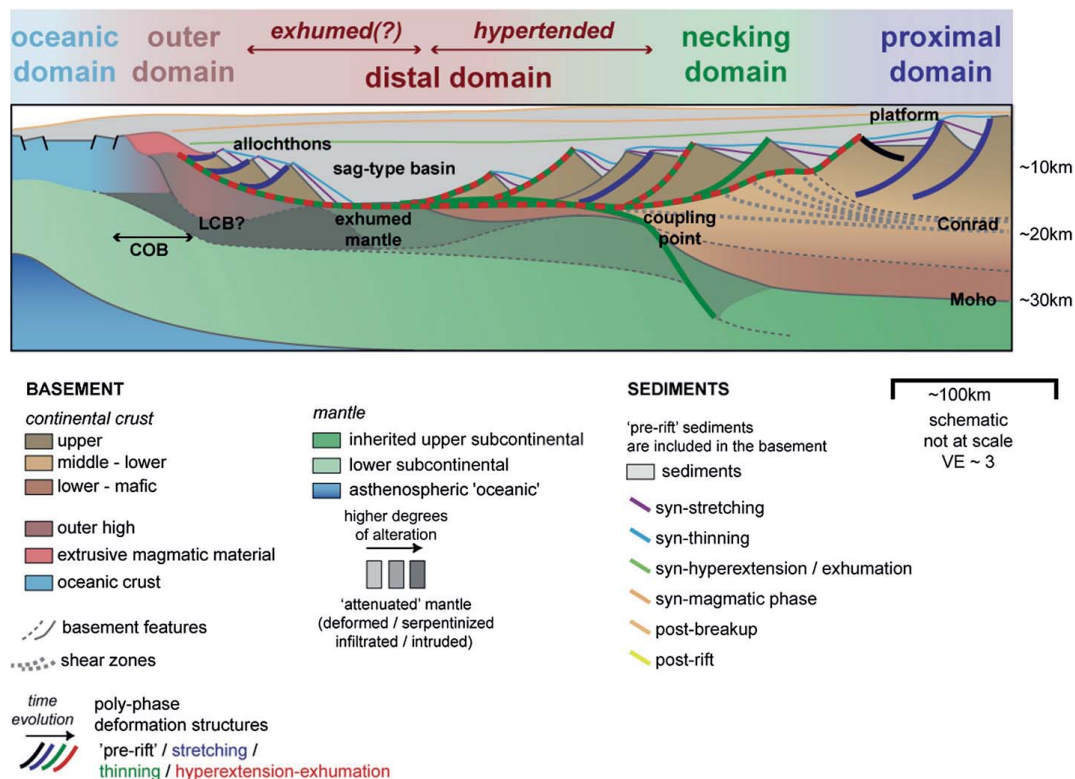 oceanic domain
outer domain
exhumed(?)
hypertended
distal domain
necking domain
proximal domain
platform
allochthons
sag-type basin
~10km
LCB?
exhumed mantle
coupling point
Conrad
COB
~20km
Moho
~30km
BASEMENT
continental crust
upper
middle - lower
lower - mafic
outer high
extrusive magmatic material
oceanic crust
basement features
shear zones
time evolution
poly-phase
deformation structures
'pre-rift' / stretching /
thinning / hyperextension-exhumation
mantle
inherited upper subcontinental
lower subcontinental
asthenospheric 'oceanic'
higher degrees
of alteration
'attenuated' mantle
(deformed / serpentinized
infiltrated / intruded)
SEDIMENTS
'pre-rift' sediments
are included in the basement
sediments
syn-stretching
syn-thinning
syn-hyperextension / exhumation
syn-magmatic phase
post-breakup
post-rift
~100km
schematic
not at scale
VE ~ 3